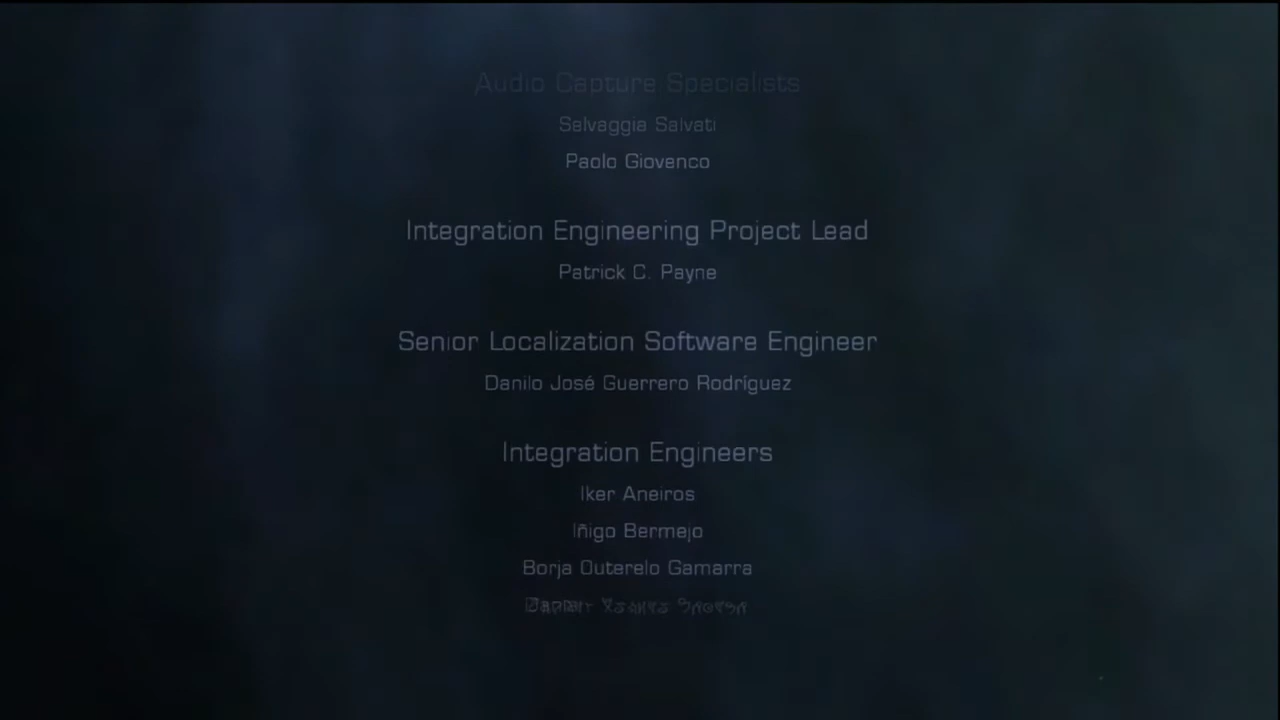 Audio Capture Specialists
Selvaggia Salvati
Paolo Giovenco
Integration Engineering Project Lead
Patrick C. Payne
Senior Localization Software Engineer
Danilo José Guerrero Rodríguez
Integration Engineers
Iker Aneiros
Iñigo Bermejo
Borja Outerelo Gamarra